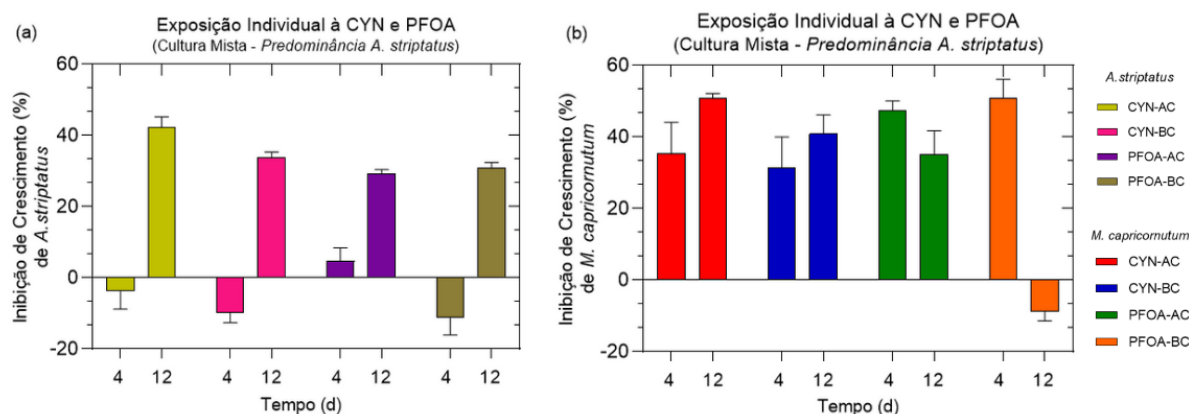 (a)
Exposição Individual à CYN e PFOA
(Cultura Mista - Predominância A. striptatus)
Inibição de Crescimento (%)
de A.striptatus
60
40
20
0
-20
4 12 4 12 4 12 4 12
Tempo (d)
(b)
Exposição Individual à CYN e PFOA
(Cultura Mista - Predominância A. striptatus)
Inibição de Crescimento (%)
de M. capricornutum
60
40
20
0
-20
4 12 4 12 4 12 4 12
Tempo (d)
A.striptatus
CYN-AC
CYN-BC
PFOA-AC
PFOA-BC
M. capricornutum
CYN-AC
CYN-BC
PFOA-AC
PFOA-BC